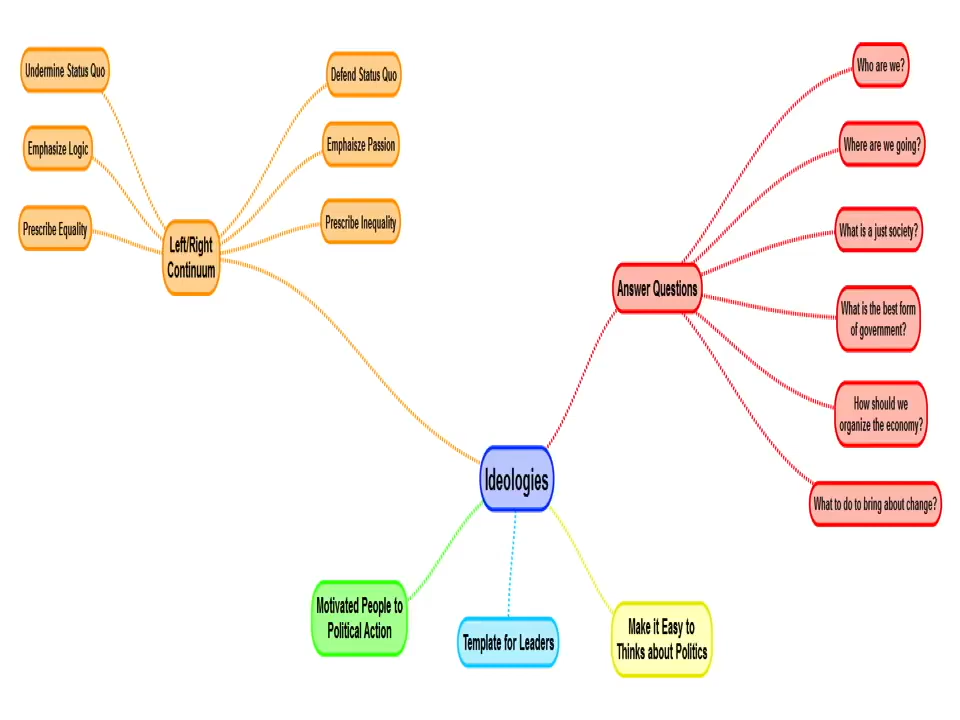 Undermine Status Quo
Emphasize Logic
Prescribe Equality
Left/Right
Continuum
Defend Status Quo
Emphaisze Passion
Prescribe Inequality
Who are we?
Where are we going?
What is a just society?
What is the best form
of government?
How should we
organize the economy?
What to do to bring about change?
Answer Questions
Ideologies
Motivated People to
Political Action
Template for Leaders
Make it Easy to
Thinks about Politics